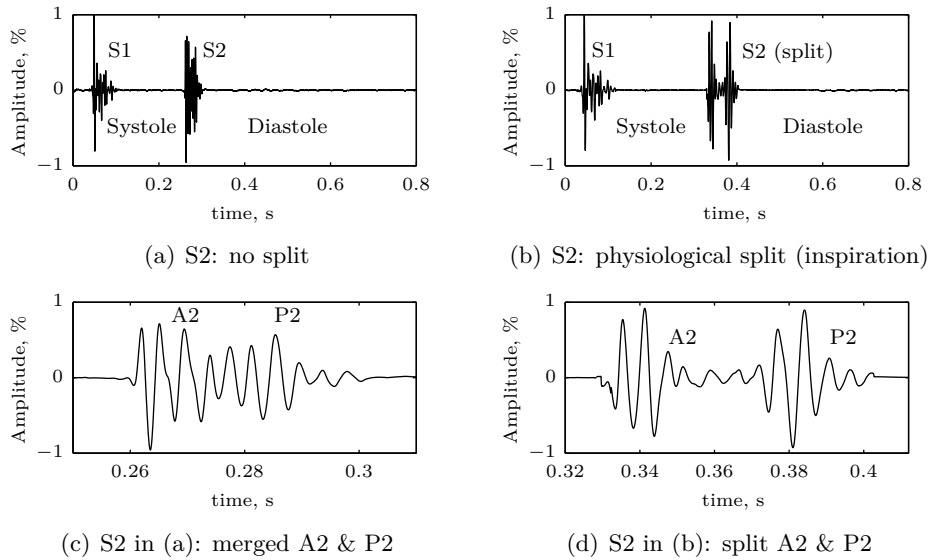 Amplitude, %
1
0
−1
S1
S2
Systole
Diastole
0
0.2
0.4
0.6
0.8
time, s
(a) S2: no split
Amplitude, %
1
0
−1
S1
S2 (split)
Systole
Diastole
0
0.2
0.4
0.6
0.8
time, s
(b) S2: physiological split (inspiration)
Amplitude, %
1
0
−1
A2
P2
0.26
0.28
0.3
time, s
(c) S2 in (a): merged A2 & P2
Amplitude, %
1
0
−1
A2
P2
0.32
0.34
0.36
0.38
0.4
time, s
(d) S2 in (b): split A2 & P2